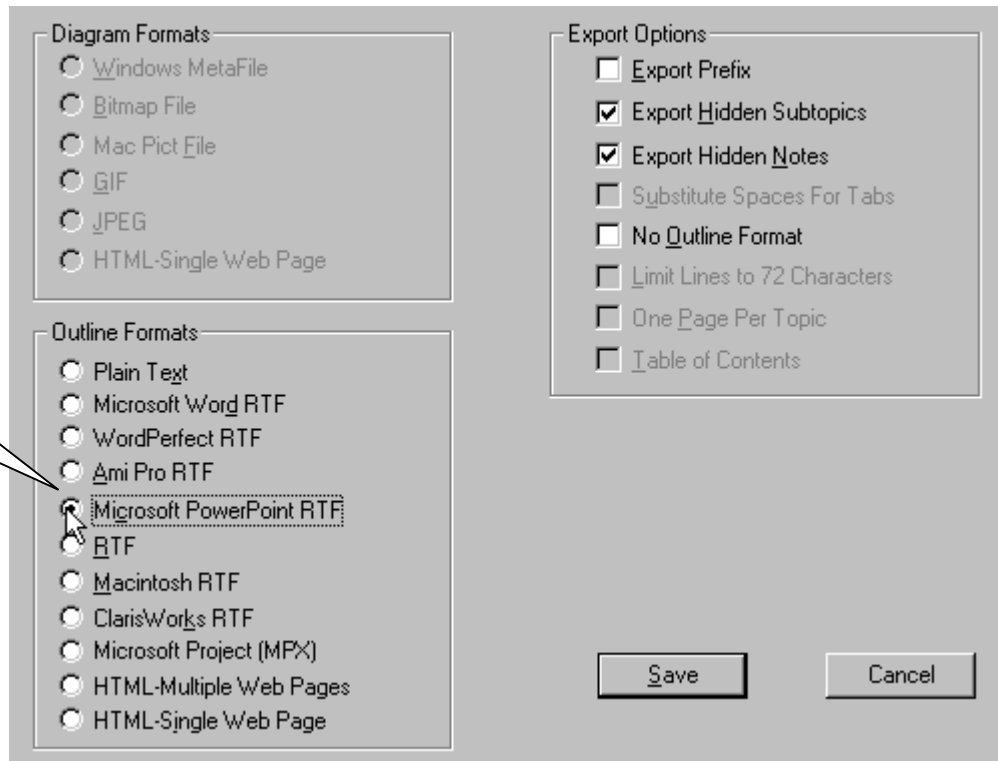 Diagram Formats
Windows MetaFile
Bitmap File
Mac Pict File
GIF
JPEG
HTML-Single Web Page
Outline Formats
Plain Text
Microsoft Word RTF
WordPerfect RTF
Ami Pro RTF
Microsoft PowerPoint RTF
RTF
Macintosh RTF
ClarisWorks RTF
Microsoft Project (MPX)
HTML-Multiple Web Pages
HTML-Single Web Page
Export Options
Export Prefix
Export Hidden Subtopics
Export Hidden Notes
Substitute Spaces For Tabs
No Outline Format
Limit Lines to 72 Characters
One Page Per Topic
Table of Contents
Save
Cancel